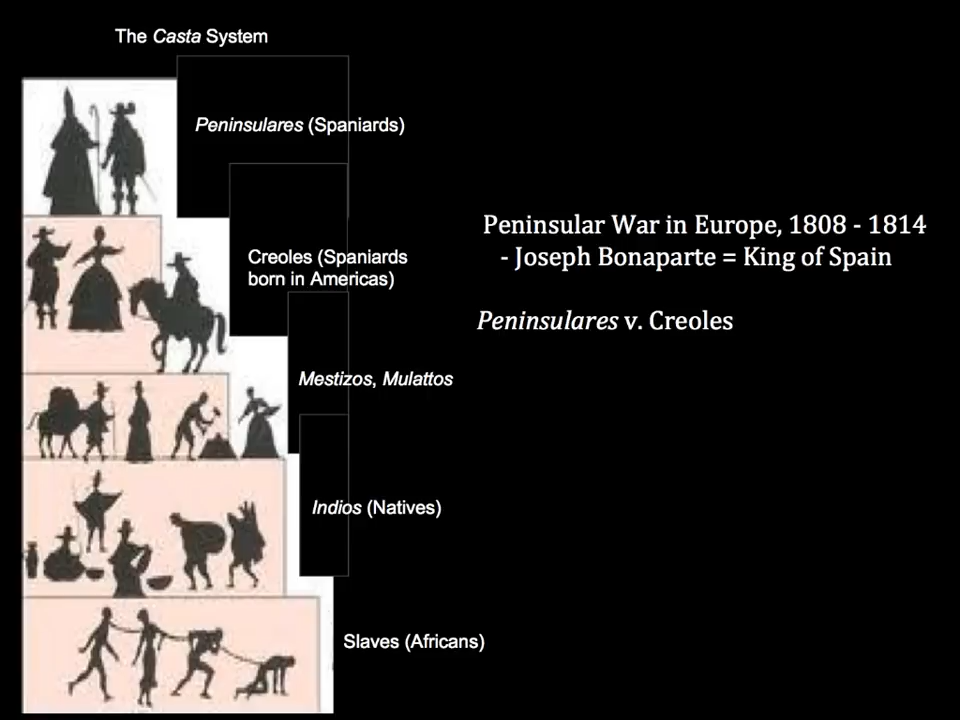 The Casta System
Peninsulares (Spaniards)
Creoles (Spaniards
born in Americas)
Mestizos, Mulattos
Indios (Natives)
Slaves (Africans)
Peninsular War in Europe, 1808 - 1814
- Joseph Bonaparte = King of Spain
Peninsulares v. Creoles